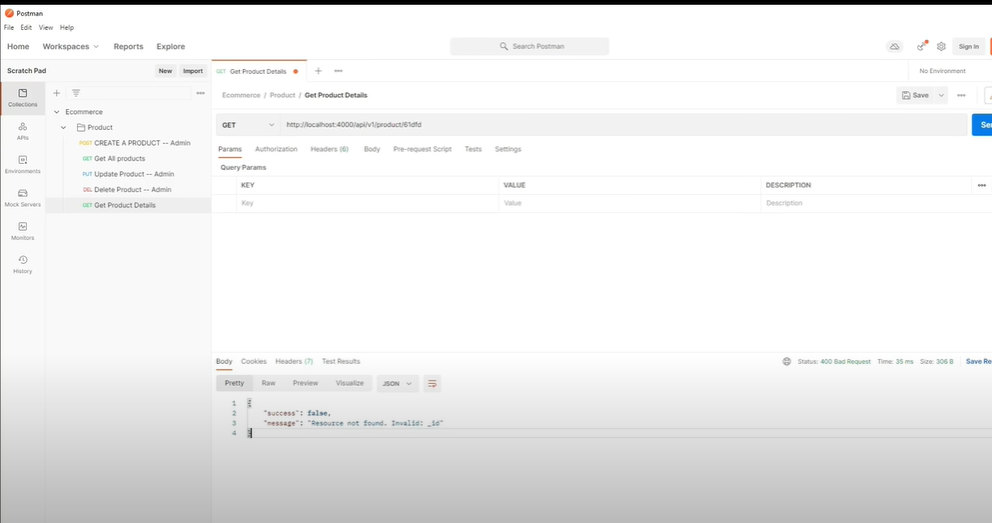 Postman
File Edit View Help
Home Workspaces Reports Explore
Search Postman
Sign In
Scratch Pad
New Import
GET Get Product Details
No Environment
Collections
APIs
Environments
Mock Servers
Monitors
History
Ecommerce
Product
POST CREATE A PRODUCT -- Admin
GET Get All products
PUT Update Product -- Admin
DEL Delete Product -- Admin
GET Get Product Details
Ecommerce / Product / Get Product Details
Save
GET http://localhost:4000/api/v1/product/61dfd
Sen
Params Authorization Headers (6) Body Pre-request Script Tests Settings
Query Params
KEY VALUE DESCRIPTION
Key Value Description
Body Cookies Headers (7) Test Results
Status: 400 Bad Request Time: 35 ms Size: 306 B Save Re
Pretty Raw Preview Visualize JSON
1 {
2 "success": false,
3 "message": "Resource not found. Invalid: _id"
4 }